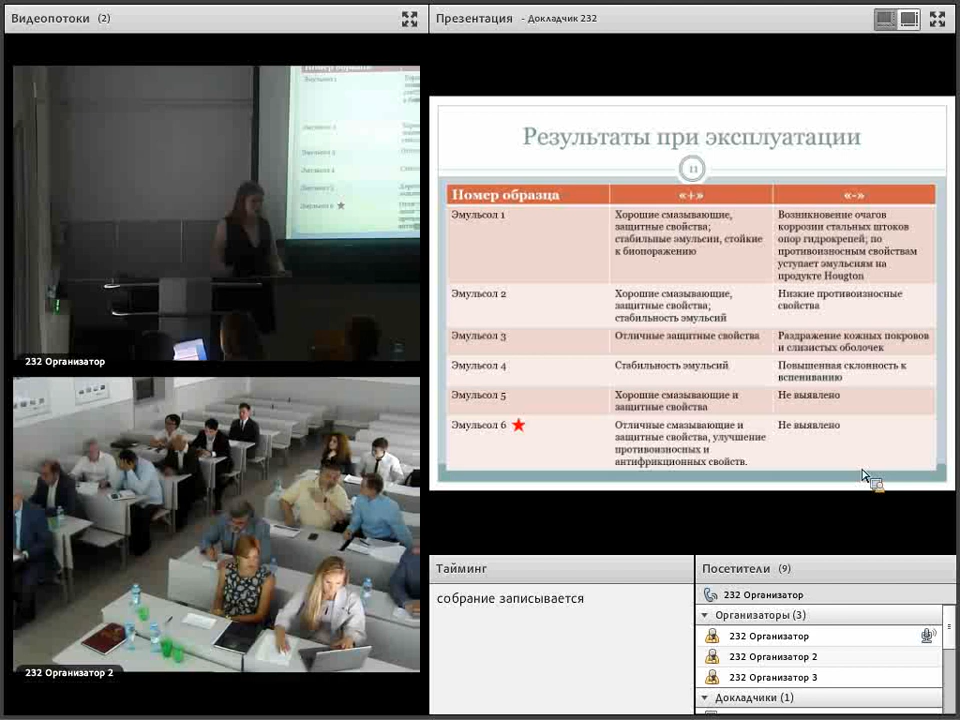 Видеопотоки (2)
Презентация - Докладчик 232
232 Организатор
232 Организатор 2
Результаты при эксплуатации
11
Номер образца «+» «-»
Эмульсол 1
Хорошие смазывающие,
защитные свойства;
стабильные эмульсии, стойкие
к биопоражению
Возникновение очагов
коррозии стальных штоков
опор гидрокрепей; по
противоизносным свойствам
уступает эмульсиям на
продукте Hougton
Эмульсол 2
Хорошие смазывающие,
защитные свойства;
стабильность эмульсий
Низкие противоизносные
свойства
Эмульсол 3
Отличные защитные свойства
Раздражение кожных покровов
и слизистых оболочек
Эмульсол 4
Стабильность эмульсий
Повышенная склонность к
вспениванию
Эмульсол 5
Хорошие смазывающие и
защитные свойства
Не выявлено
Эмульсол 6
Отличные смазывающие и
защитные свойства, улучшение
противоизносных и
антифрикционных свойств.
Не выявлено
Тайминг
собрание записывается
Посетители (9)
232 Организатор
Организаторы (3)
232 Организатор
232 Организатор 2
232 Организатор 3
Докладчики (1)